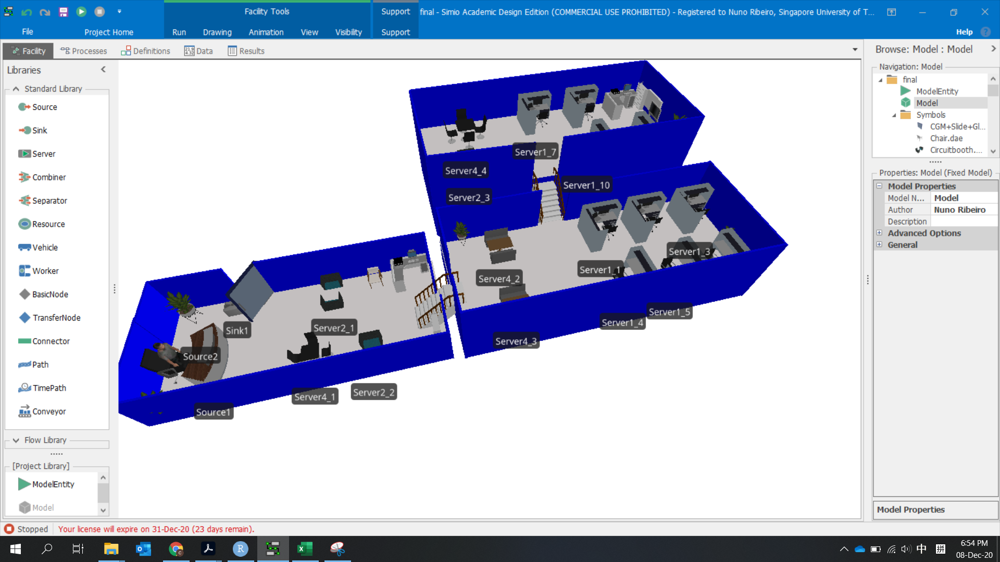 Facility Tools
Support
final - Simio Academic Design Edition (COMMERCIAL USE PROHIBITED) - Registered to Nuno Ribeiro, Singapore University of T...
File
Project Home
Run
Drawing
Animation
View
Visibility
Support
Help
Facility
Processes
Definitions
Data
Results
Browse: Model : Model
Libraries
Standard Library
Source
Sink
Server
Combiner
Separator
Resource
Vehicle
Worker
BasicNode
TransferNode
Connector
Path
TimePath
Conveyor
Flow Library
[Project Library]
ModelEntity
Model
Server1_7
Server4_4
Server1_10
Server2_3
Server1_3
Server1_1
Server4_2
Server1_5
Server1_4
Server2_1
Sink1
Server4_3
Source2
Server2_2
Server4_1
Source1
Navigation: Model
final
ModelEntity
Model
Symbols
CGM+Slide+Gl...
Chair.dae
Circuitbooth....
Properties: Model (Fixed Model)
Model Properties
Model N... Model
Author Nuno Ribeiro
Description
Advanced Options
General
Model Properties
Stopped
Your license will expire on 31-Dec-20 (23 days remain).
中
拼
6:54 PM
08-Dec-20